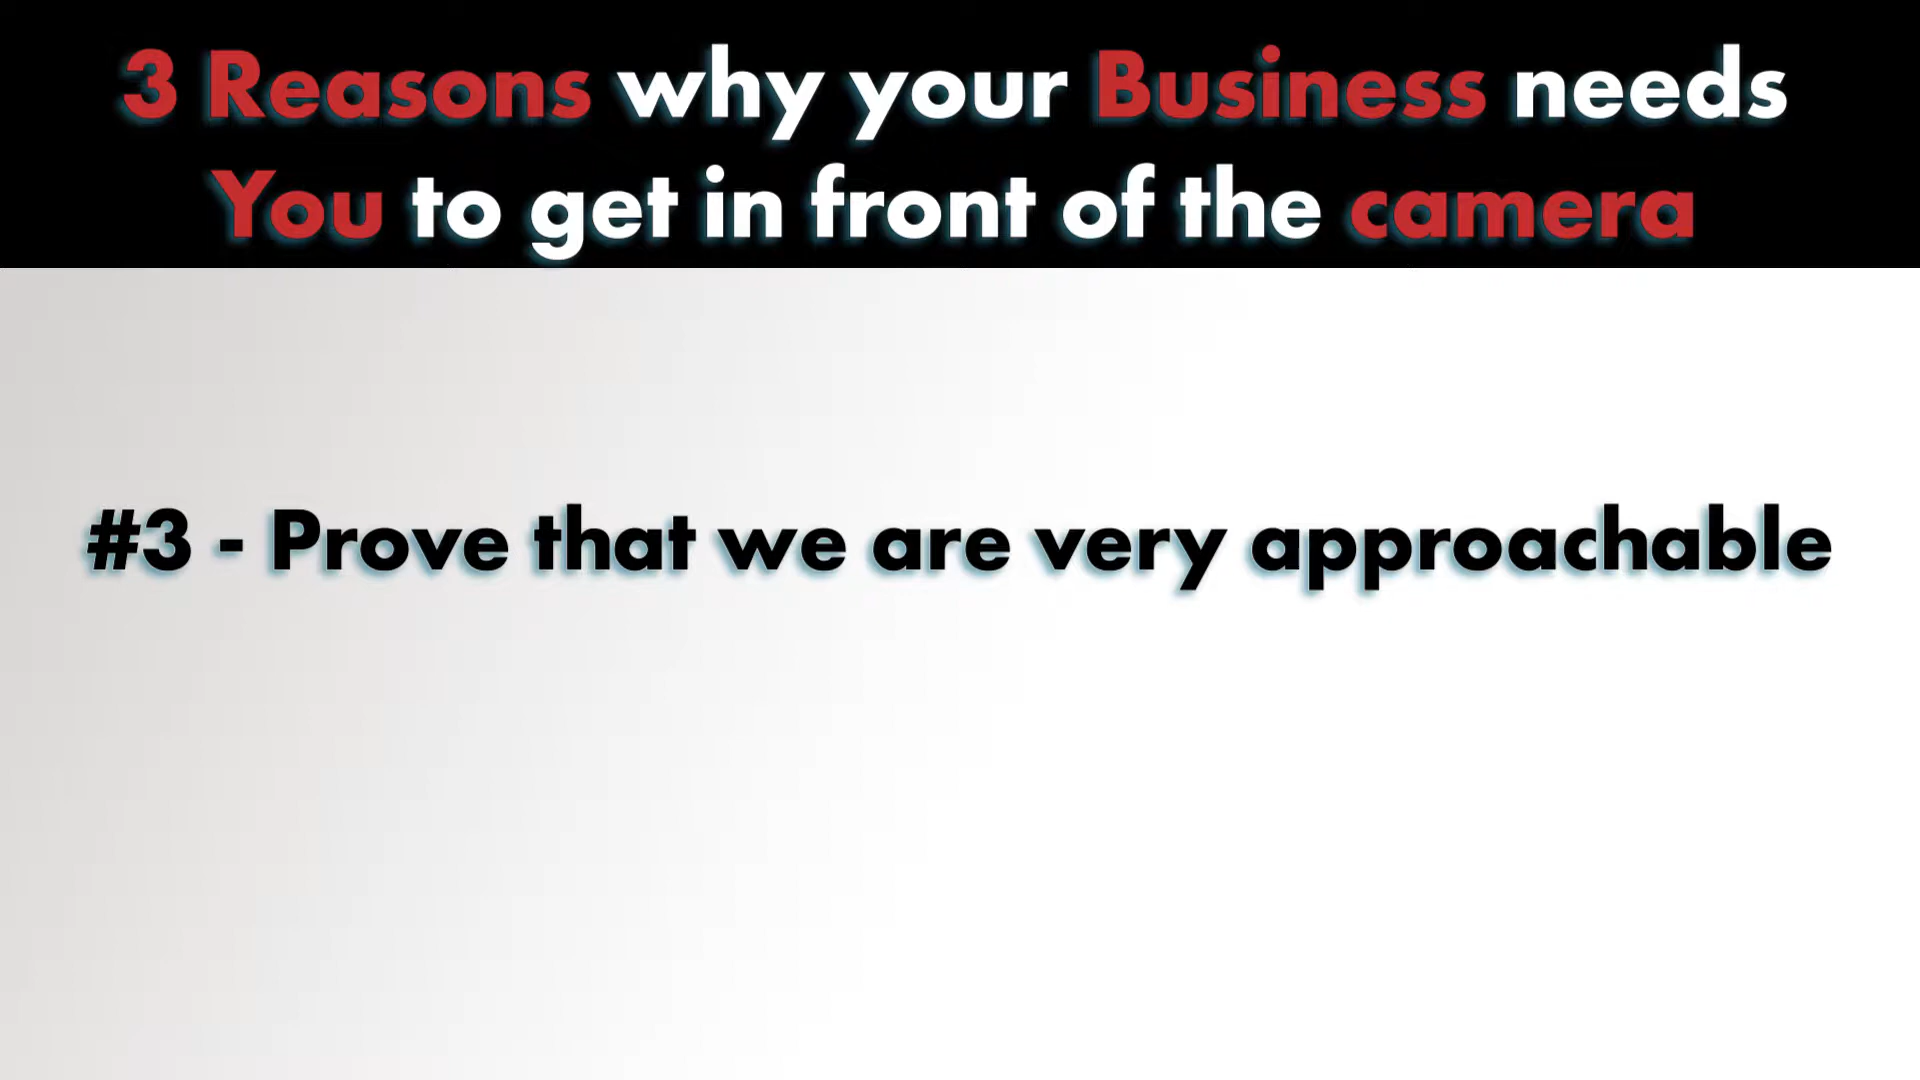 3 Reasons why your Business needs
You to get in front of the camera
#3 - Prove that we are very approachable